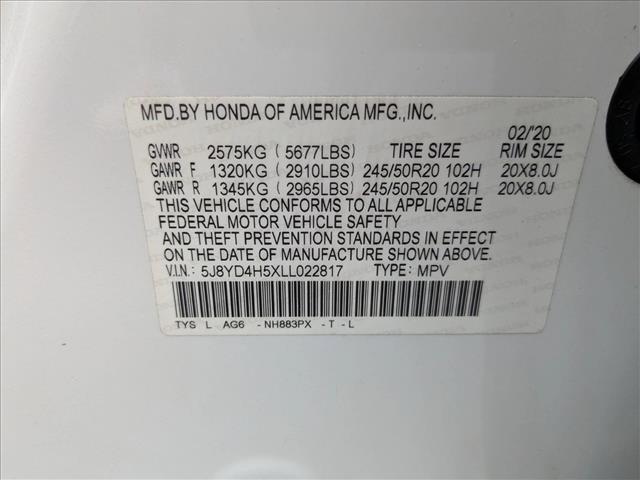 MFD.BY HONDA OF AMERICA MFG.,INC.
02/'20
GVWR 2575KG ( 5677LBS) TIRE SIZE RIM SIZE
GAWR F 1320KG ( 2910LBS) 245/50R20 102H 20X8.0J
GAWR R 1345KG ( 2965LBS) 245/50R20 102H 20X8.0J
THIS VEHICLE CONFORMS TO ALL APPLICABLE
FEDERAL MOTOR VEHICLE SAFETY
AND THEFT PREVENTION STANDARDS IN EFFECT
ON THE DATE OF MANUFACTURE SHOWN ABOVE.
V.I.N: 5J8YD4H5XLL022817 TYPE: MPV
TYS L AG6 -NH883PX -T -L